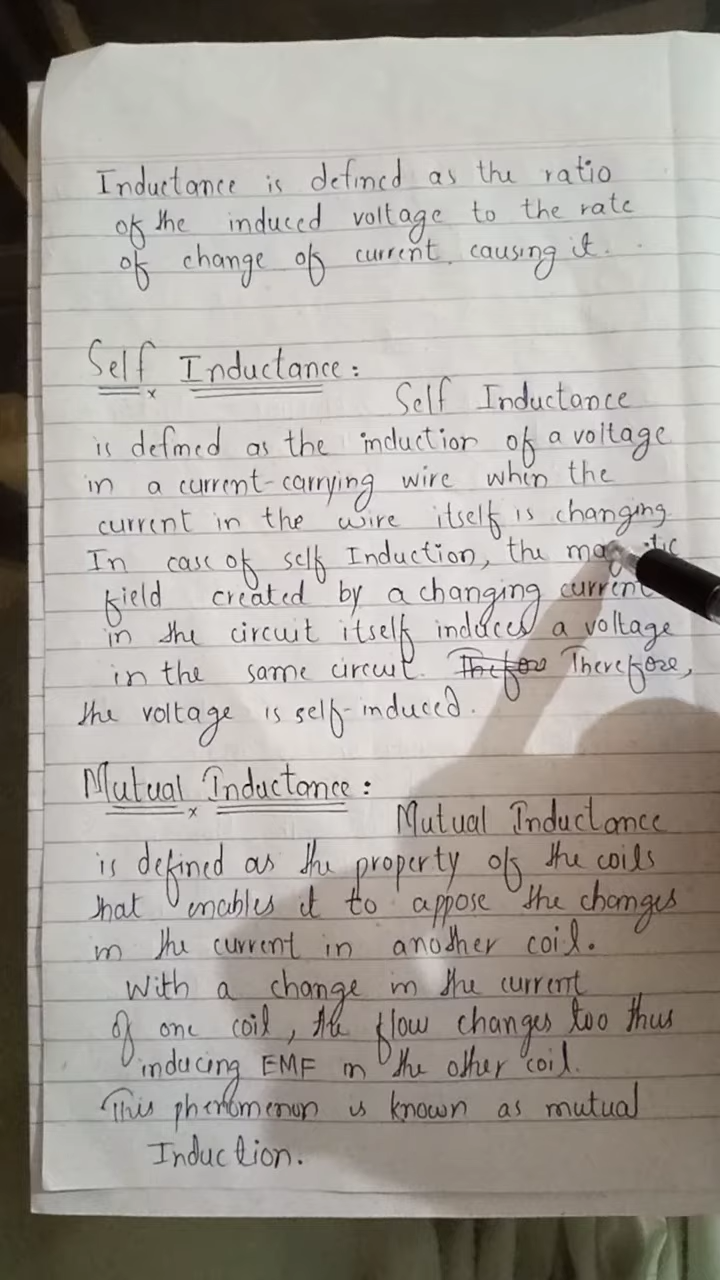 Inductance is defined as the ratio
of the induced voltage to the rate
of change of current causing it.
Self Inductance:
Self Inductance
is defined as the induction of a voltage
in a current-carrying wire when the
current in the wire itself is changing
In case of self Induction, the
field created by a changing current
in the circuit itself induces a voltage
in the same circuit. Therefore,
the voltage is self-induced.
Mutual Inductance:
Mutual Inductance
is defined as the property of the coils
that enables it to appose the changes
in the current in another coil.
With a change in the current
of one coil, the flow changes too thus
inducing EMF in the other coil.
This phenomenon is known as mutual
Induction.